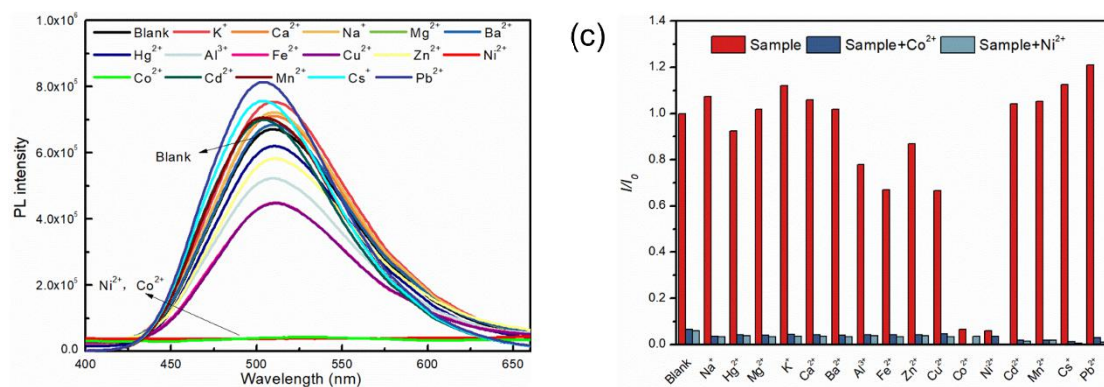 Blank K⁺ Ca²⁺ Na⁺ Mg²⁺ Ba²⁺
Hg²⁺ Al³⁺ Fe²⁺ Cu²⁺ Zn²⁺ Ni²⁺
Co²⁺ Cd²⁺ Mn²⁺ Cs⁺ Pb²⁺
1.0x10⁶
8.0x10⁵
6.0x10⁵
4.0x10⁵
2.0x10⁵
0.0
PL intensity
Blank
Ni²⁺, Co²⁺
400 450 500 550 600 650
Wavelength (nm)
(c)
Sample Sample+Co²⁺ Sample+Ni²⁺
1.4
1.2
1.0
0.8
0.6
0.4
0.2
0.0
I/I₀
Blank Na⁺ Hg²⁺ Mg²⁺ K⁺ Ca²⁺ Ba²⁺ Al³⁺ Fe²⁺ Zn²⁺ Cu²⁺ Co²⁺ Ni²⁺ Cd²⁺ Mn²⁺ Cs⁺ Pb²⁺